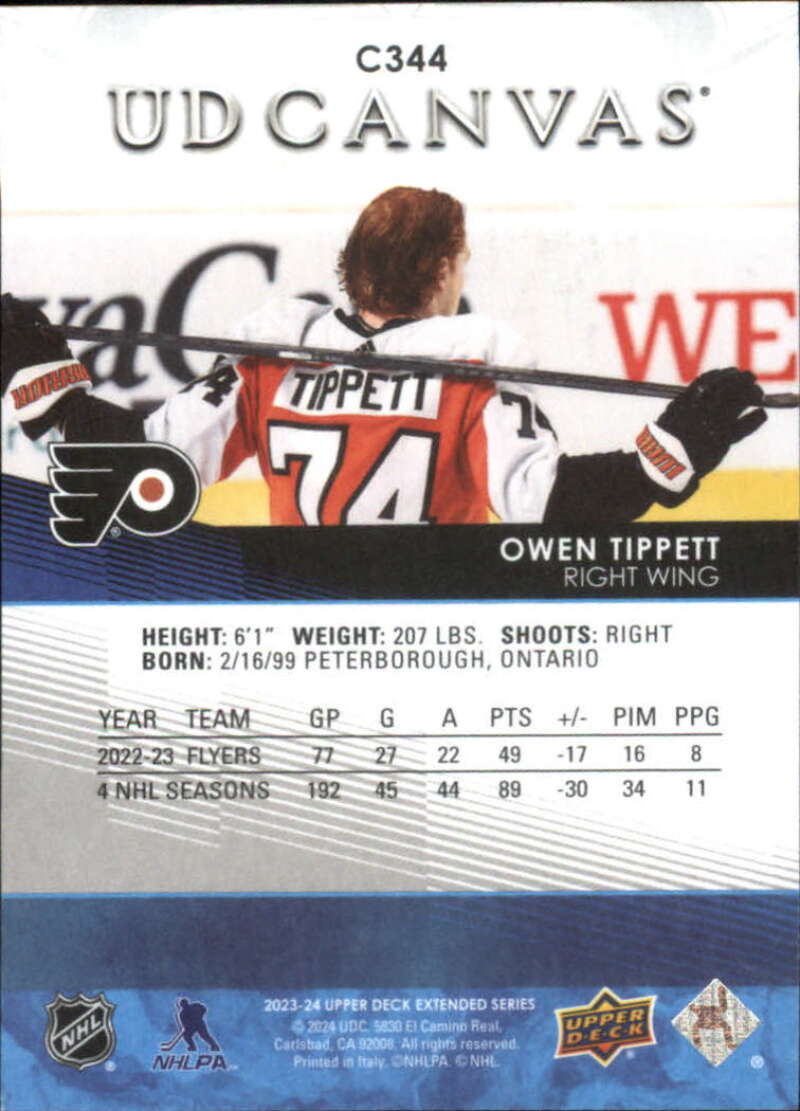 C344
UD CANVAS®
WE
TIPPETT
74
74
OWEN TIPPETT
RIGHT WING
HEIGHT: 6'1" WEIGHT: 207 LBS. SHOOTS: RIGHT
BORN: 2/16/99 PETERBOROUGH, ONTARIO
YEAR TEAM GP G A PTS +/- PIM PPG
2022-23 FLYERS 77 27 22 49 -17 16 8
4 NHL SEASONS 192 45 44 89 -30 34 11
2023-24 UPPER DECK EXTENDED SERIES
© 2024 UDC. 5830 El Camino Real,
Carlsbad, CA 92008. All rights reserved.
Printed in Italy. ©NHLPA. © NHL.
NHL
NHLPA
UPPER
D·E·C·K